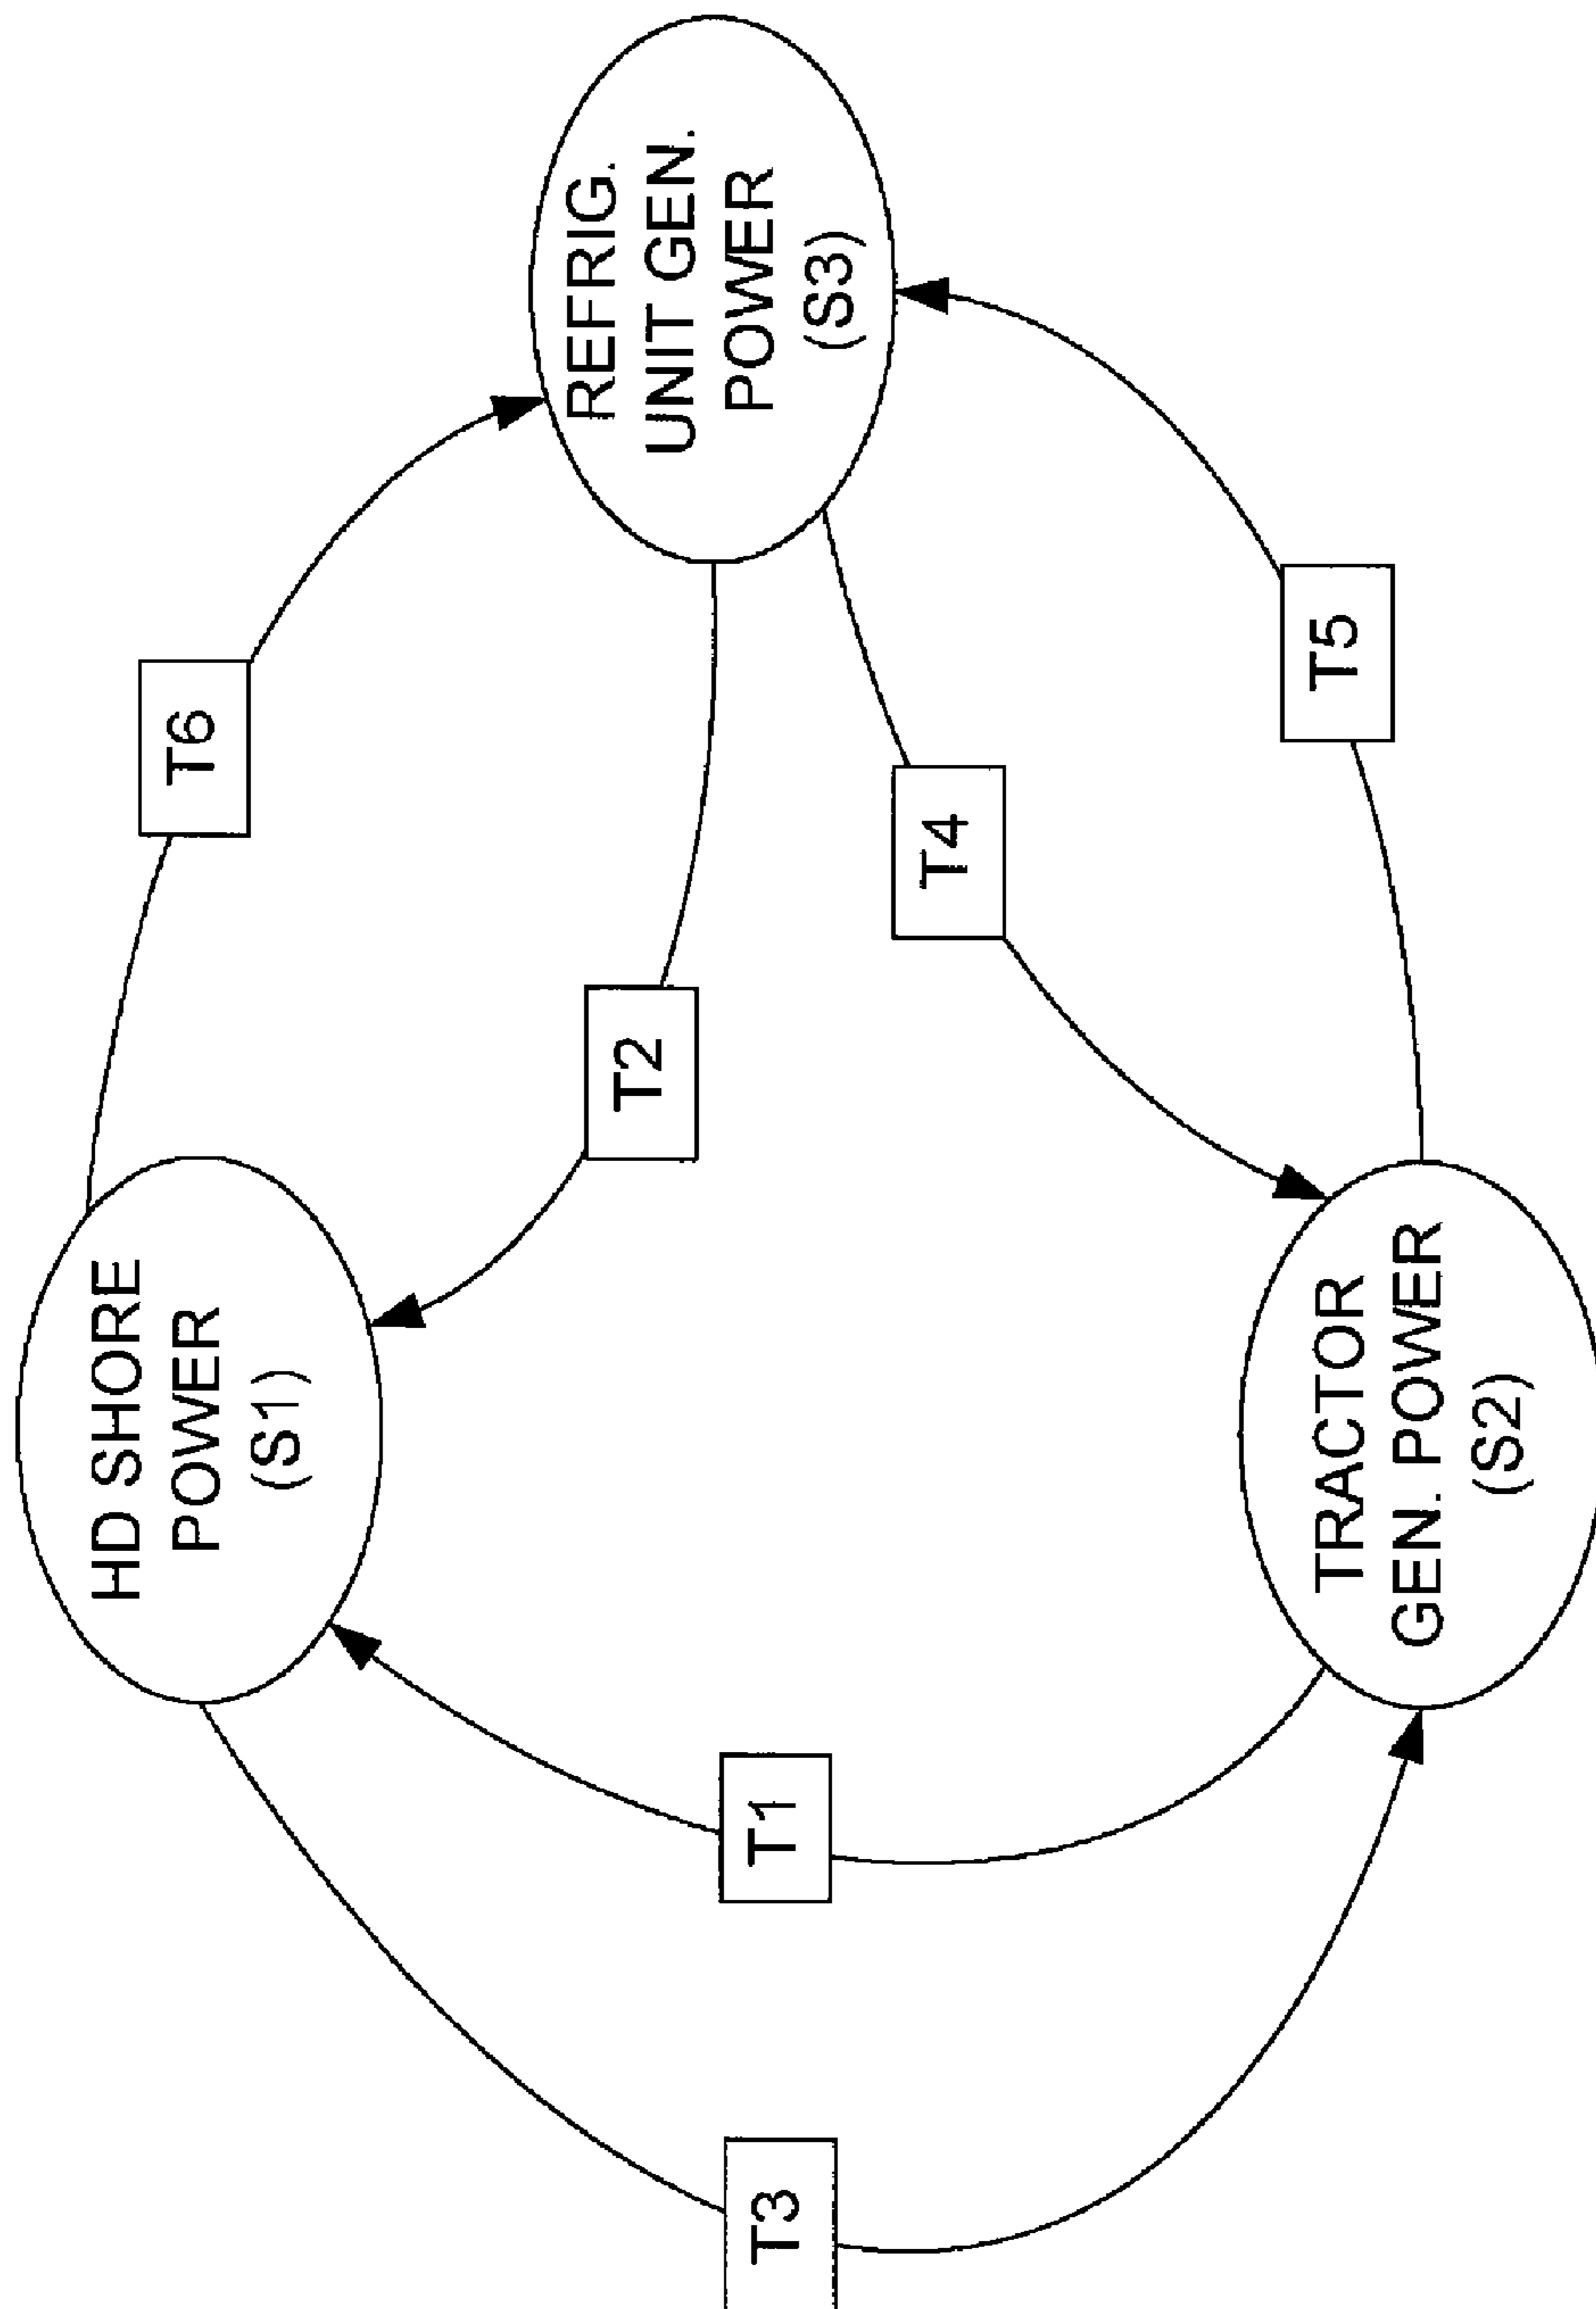 HD SHORE
POWER
(S1)
T6
T2
REFRIG.
UNIT GEN.
POWER
(S3)
T3
T1
T4
TRACTOR
GEN. POWER
(S2)
T5